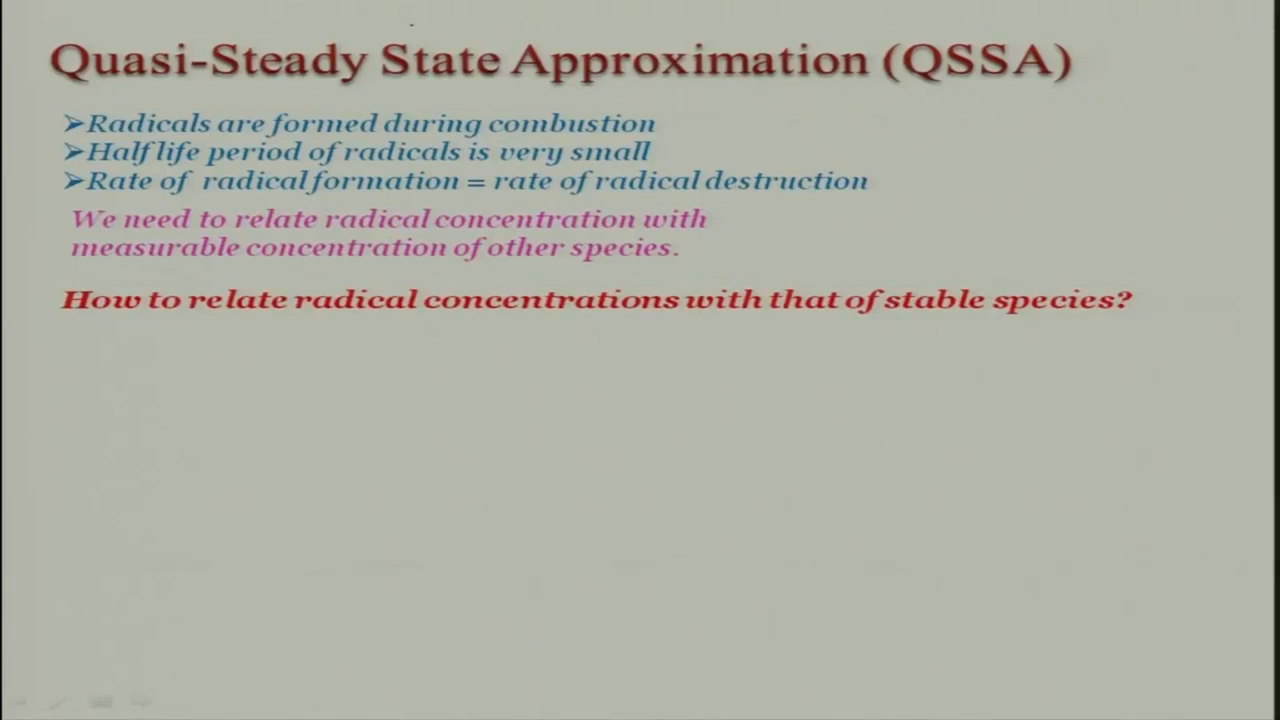 Quasi-Steady State Approximation (QSSA)
➢Radicals are formed during combustion
➢Half life period of radicals is very small
➢Rate of radical formation = rate of radical destruction
We need to relate radical concentration with
measurable concentration of other species.
How to relate radical concentrations with that of stable species?